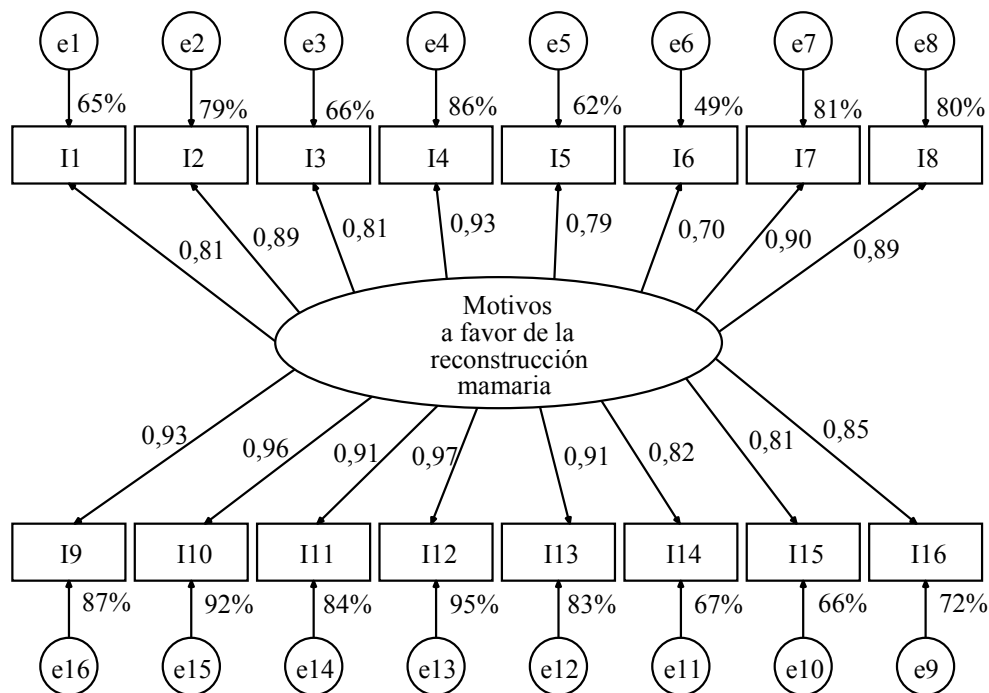 e1 e2 e3 e4 e5 e6 e7 e8
65% 79% 66% 86% 62% 49% 81% 80%
I1 I2 I3 I4 I5 I6 I7 I8
0,81 0,89 0,81 0,93 0,79 0,70 0,90 0,89
Motivos
a favor de la
reconstrucción
mamaria
0,93 0,96 0,91 0,97 0,91 0,82 0,81 0,85
I9 I10 I11 I12 I13 I14 I15 I16
87% 92% 84% 95% 83% 67% 66% 72%
e16 e15 e14 e13 e12 e11 e10 e9